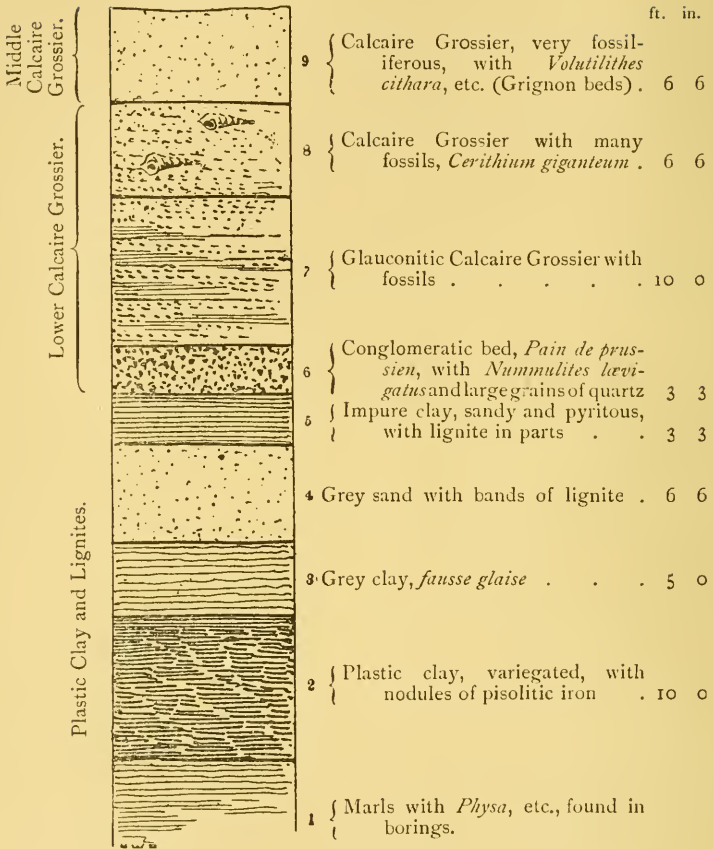 ft. in.
Middle
Calcaire
Grossier.
9 Calcaire Grossier, very fossil-
iferous, with Volutilithes
cithara, etc. (Grignon beds) . 6 6
Lower Calcaire Grossier.
8 Calcaire Grossier with many
fossils, Cerithium giganteum . 6 6
7 Glauconitic Calcaire Grossier with
fossils . . . . . 10 0
6 Conglomeratic bed, Pain de prus-
sien, with Nummulites lævi-
gatus and large grains of quartz 3 3
Plastic Clay and Lignites.
5 Impure clay, sandy and pyritous,
with lignite in parts . . 3 3
4 Grey sand with bands of lignite . 6 6
3 Grey clay, fausse glaise . . . 5 0
2 Plastic clay, variegated, with
nodules of pisolitic iron . 10 0
1 Marls with Physa, etc., found in
borings.